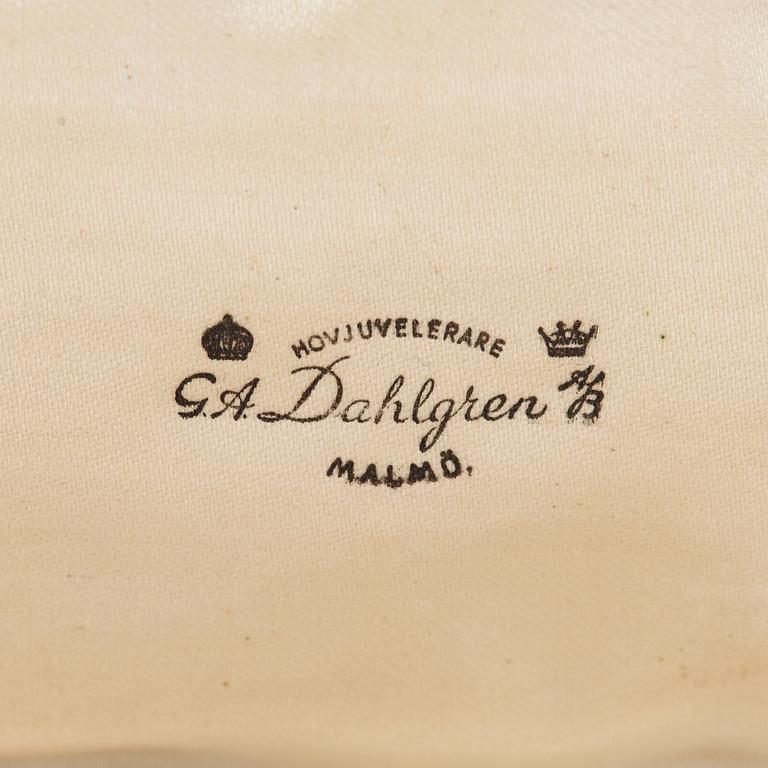 HOVJUVELERARE
G.A. Dahlgren A/B
MALMÖ.